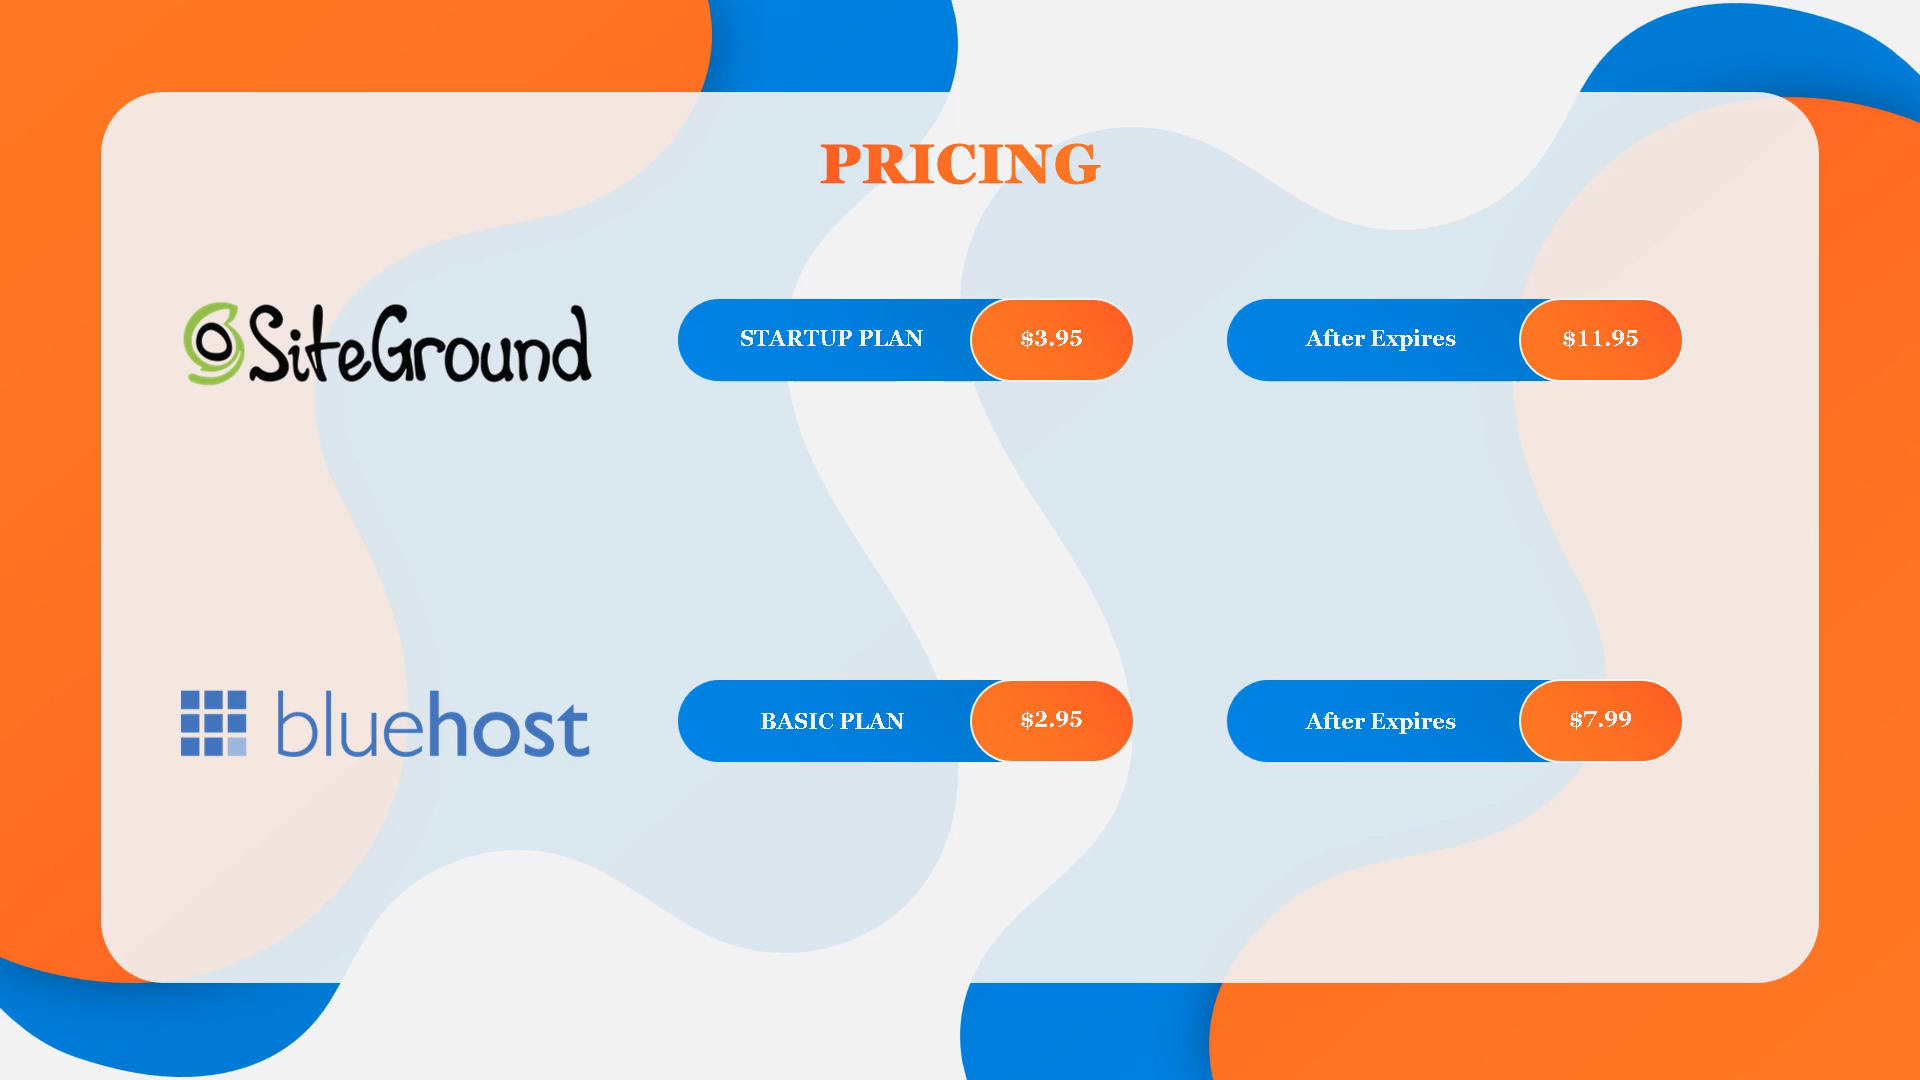 PRICING
SiteGround
STARTUP PLAN $3.95
After Expires $11.95
bluehost
BASIC PLAN $2.95
After Expires $7.99